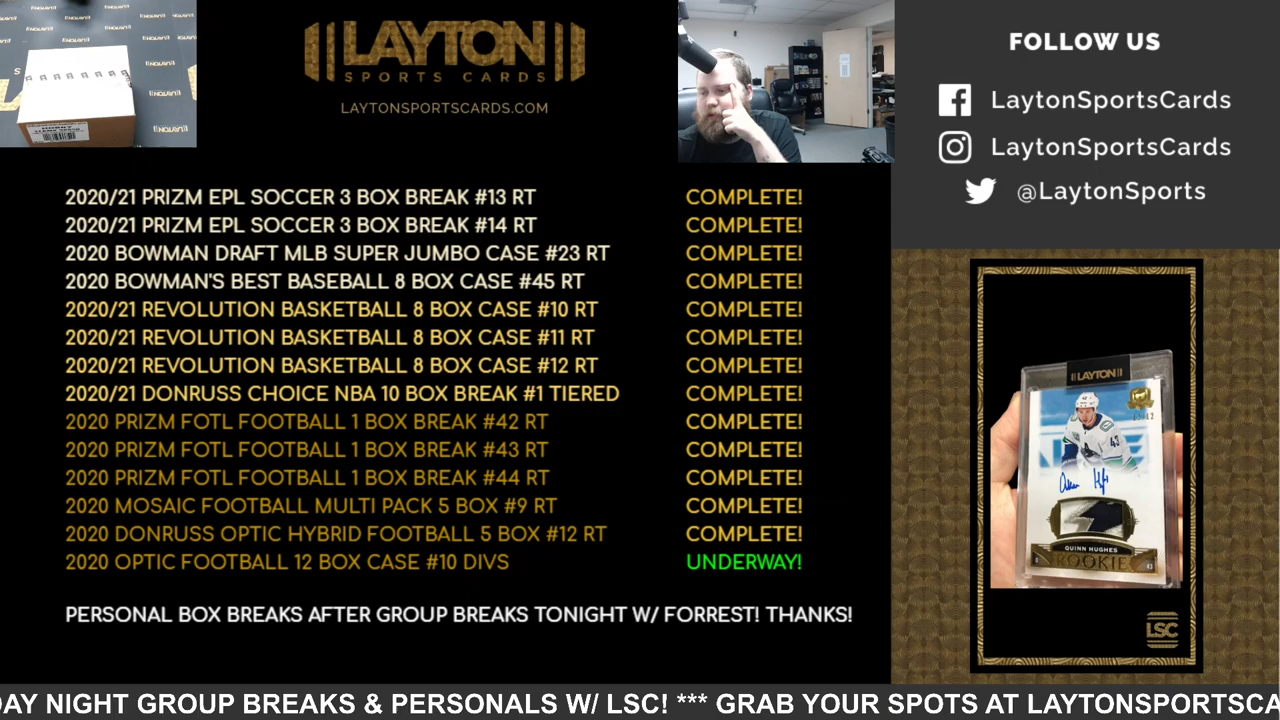 LAYTON
SPORTS CARDS
LAYTONSPORTSCARDS.COM
FOLLOW US
LaytonSportsCards
LaytonSportsCards
@LaytonSports
2020/21 PRIZM EPL SOCCER 3 BOX BREAK #13 RT COMPLETE!
2020/21 PRIZM EPL SOCCER 3 BOX BREAK #14 RT COMPLETE!
2020 BOWMAN DRAFT MLB SUPER JUMBO CASE #23 RT COMPLETE!
2020 BOWMAN'S BEST BASEBALL 8 BOX CASE #45 RT COMPLETE!
2020/21 REVOLUTION BASKETBALL 8 BOX CASE #10 RT COMPLETE!
2020/21 REVOLUTION BASKETBALL 8 BOX CASE #11 RT COMPLETE!
2020/21 REVOLUTION BASKETBALL 8 BOX CASE #12 RT COMPLETE!
2020/21 DONRUSS CHOICE NBA 10 BOX BREAK #1 TIERED COMPLETE!
2020 PRIZM FOTL FOOTBALL 1 BOX BREAK #42 RT COMPLETE!
2020 PRIZM FOTL FOOTBALL 1 BOX BREAK #43 RT COMPLETE!
2020 PRIZM FOTL FOOTBALL 1 BOX BREAK #44 RT COMPLETE!
2020 MOSAIC FOOTBALL MULTI PACK 5 BOX #9 RT COMPLETE!
2020 DONRUSS OPTIC HYBRID FOOTBALL 5 BOX #12 RT COMPLETE!
2020 OPTIC FOOTBALL 12 BOX CASE #10 DIVS UNDERWAY!
PERSONAL BOX BREAKS AFTER GROUP BREAKS TONIGHT W/ FORREST! THANKS!
LAYTON
43
QUINN HUGHES
ROOKIE
LSC
DAY NIGHT GROUP BREAKS & PERSONALS W/ LSC! *** GRAB YOUR SPOTS AT LAYTONSPORTSCA